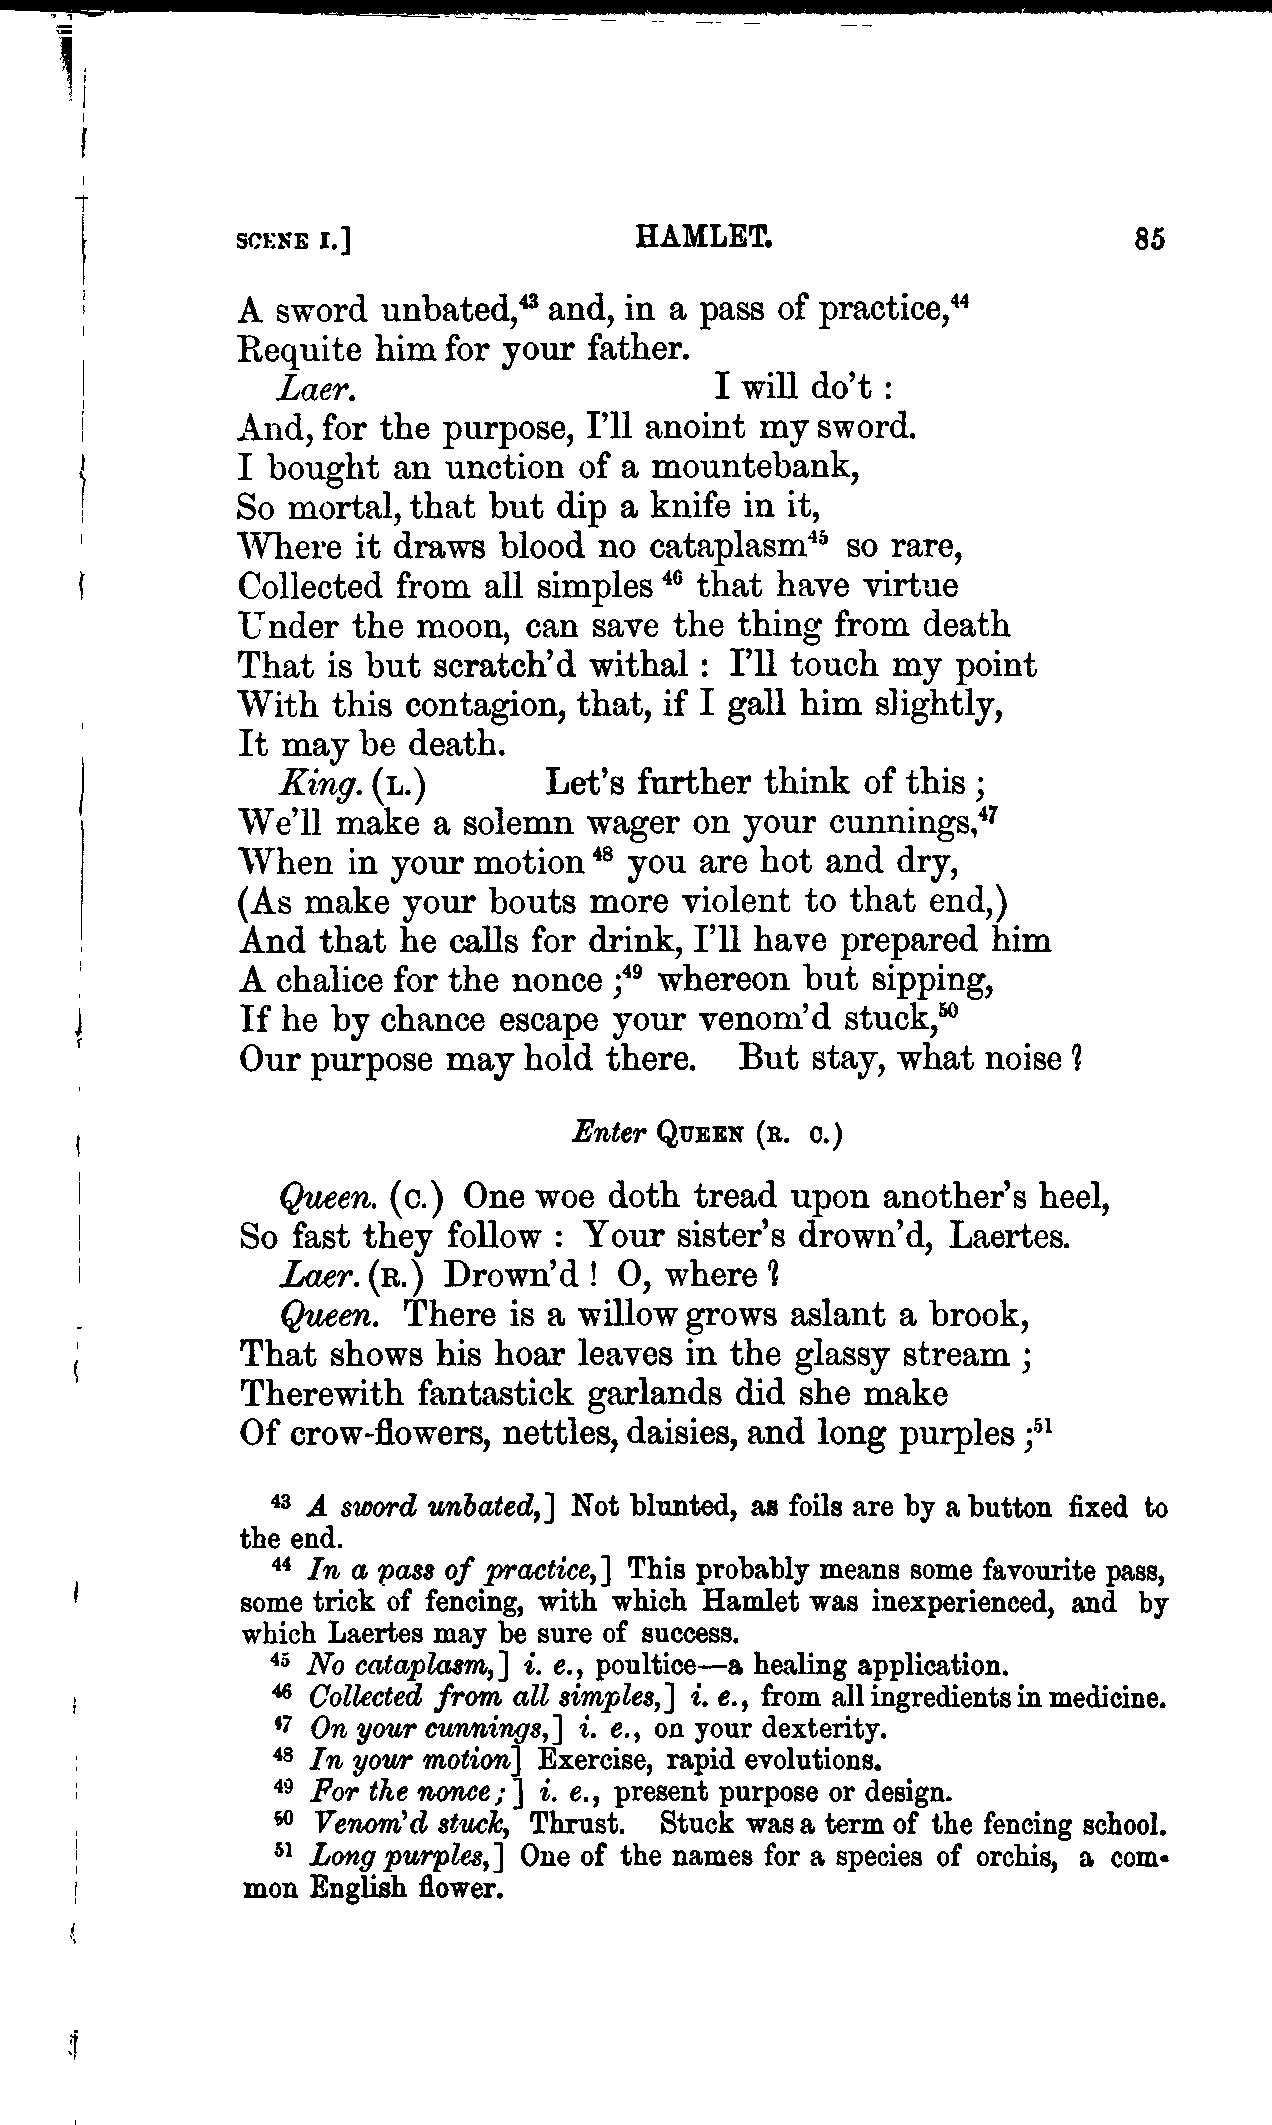 SCENE I.] HAMLET. 85
A sword unbated,⁴³ and, in a pass of practice,⁴⁴
Requite him for your father.
Laer. I will do't :
And, for the purpose, I'll anoint my sword.
I bought an unction of a mountebank,
So mortal, that but dip a knife in it,
Where it draws blood no cataplasm⁴⁵ so rare,
Collected from all simples ⁴⁶ that have virtue
Under the moon, can save the thing from death
That is but scratch'd withal : I'll touch my point
With this contagion, that, if I gall him slightly,
It may be death.
King. (L.) Let's further think of this ;
We'll make a solemn wager on your cunnings,⁴⁷
When in your motion ⁴⁸ you are hot and dry,
(As make your bouts more violent to that end,)
And that he calls for drink, I'll have prepared him
A chalice for the nonce ;⁴⁹ whereon but sipping,
If he by chance escape your venom'd stuck,⁵⁰
Our purpose may hold there. But stay, what noise ?
Enter QUEEN (R. C.)
Queen. (C.) One woe doth tread upon another's heel,
So fast they follow : Your sister's drown'd, Laertes.
Laer. (R.) Drown'd ! O, where ?
Queen. There is a willow grows aslant a brook,
That shows his hoar leaves in the glassy stream ;
Therewith fantastick garlands did she make
Of crow-flowers, nettles, daisies, and long purples ;⁵¹
⁴³ A sword unbated,] Not blunted, as foils are by a button fixed to
the end.
⁴⁴ In a pass of practice,] This probably means some favourite pass,
some trick of fencing, with which Hamlet was inexperienced, and by
which Laertes may be sure of success.
⁴⁵ No cataplasm,] i. e., poultice—a healing application.
⁴⁶ Collected from all simples,] i. e., from all ingredients in medicine.
⁴⁷ On your cunnings,] i. e., on your dexterity.
⁴⁸ In your motion] Exercise, rapid evolutions.
⁴⁹ For the nonce ;] i. e., present purpose or design.
⁵⁰ Venom'd stuck, Thrust. Stuck was a term of the fencing school.
⁵¹ Long purples,] One of the names for a species of orchis, a com-
mon English flower.